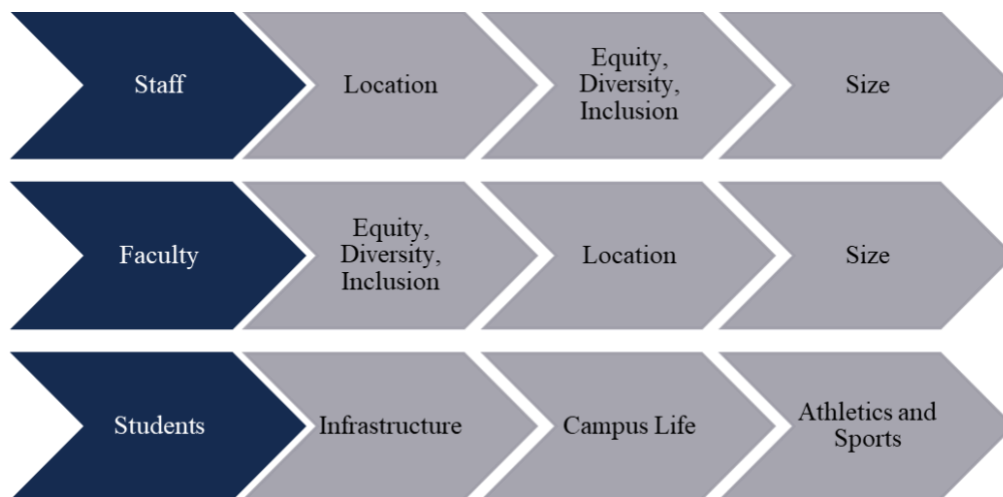 Staff
Location
Equity,
Diversity,
Inclusion
Size
Faculty
Equity,
Diversity,
Inclusion
Location
Size
Students
Infrastructure
Campus Life
Athletics and
Sports